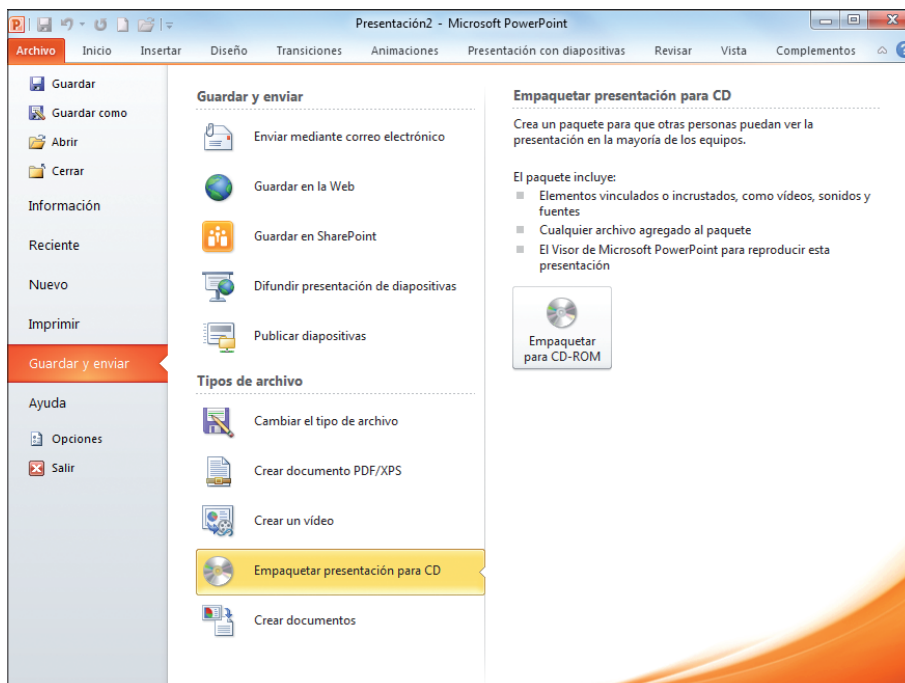 Presentación2 - Microsoft PowerPoint
Archivo Inicio Insertar Diseño Transiciones Animaciones Presentación con diapositivas Revisar Vista Complementos
Guardar
Guardar como
Abrir
Cerrar
Información
Reciente
Nuevo
Imprimir
Guardar y enviar
Ayuda
Opciones
Salir
Guardar y enviar
Enviar mediante correo electrónico
Guardar en la Web
Guardar en SharePoint
Difundir presentación de diapositivas
Publicar diapositivas
Tipos de archivo
Cambiar el tipo de archivo
Crear documento PDF/XPS
Crear un vídeo
Empaquetar presentación para CD
Crear documentos
Empaquetar presentación para CD
Crea un paquete para que otras personas puedan ver la
presentación en la mayoría de los equipos.
El paquete incluye:
Elementos vinculados o incrustados, como vídeos, sonidos y
fuentes
Cualquier archivo agregado al paquete
El Visor de Microsoft PowerPoint para reproducir esta
presentación
Empaquetar
para CD-ROM